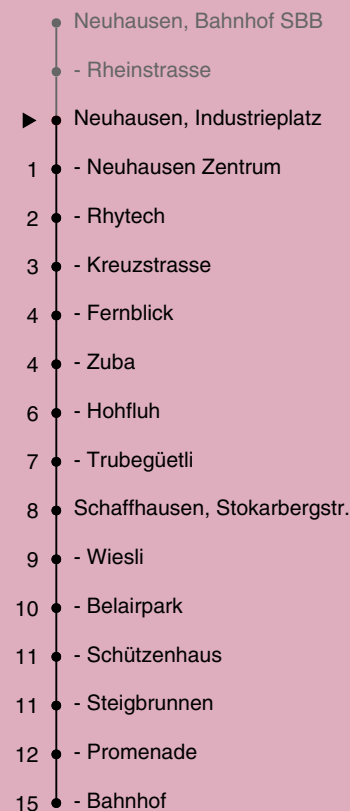 Neuhausen, Bahnhof SBB
- Rheinstrasse
Neuhausen, Industrieplatz
1 - Neuhausen Zentrum
2 - Rhytech
3 - Kreuzstrasse
4 - Fernblick
4 - Zuba
6 - Hohfluh
7 - Trubegüetli
8 Schaffhausen, Stokarbergstr.
9 - Wiesli
10 - Belairpark
11 - Schützenhaus
11 - Steigbrunnen
12 - Promenade
15 - Bahnhof